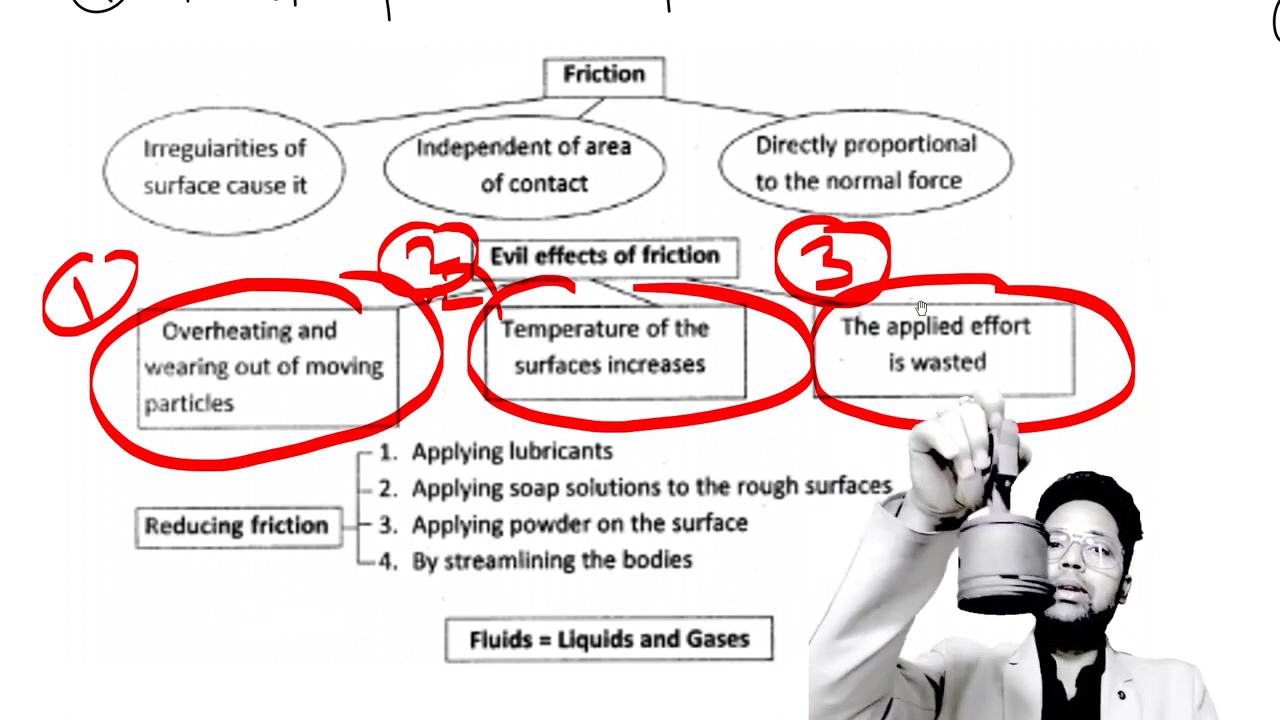 Friction
Irreguiarities of
surface cause it
Independent of area
of contact
Directly proportional
to the normal force
Evil effects of friction
1
2
3
Overheating and
wearing out of moving
particles
Temperature of the
surfaces increases
The applied effort
is wasted
Reducing friction
1. Applying lubricants
2. Applying soap solutions to the rough surfaces
3. Applying powder on the surface
4. By streamlining the bodies
Fluids = Liquids and Gases